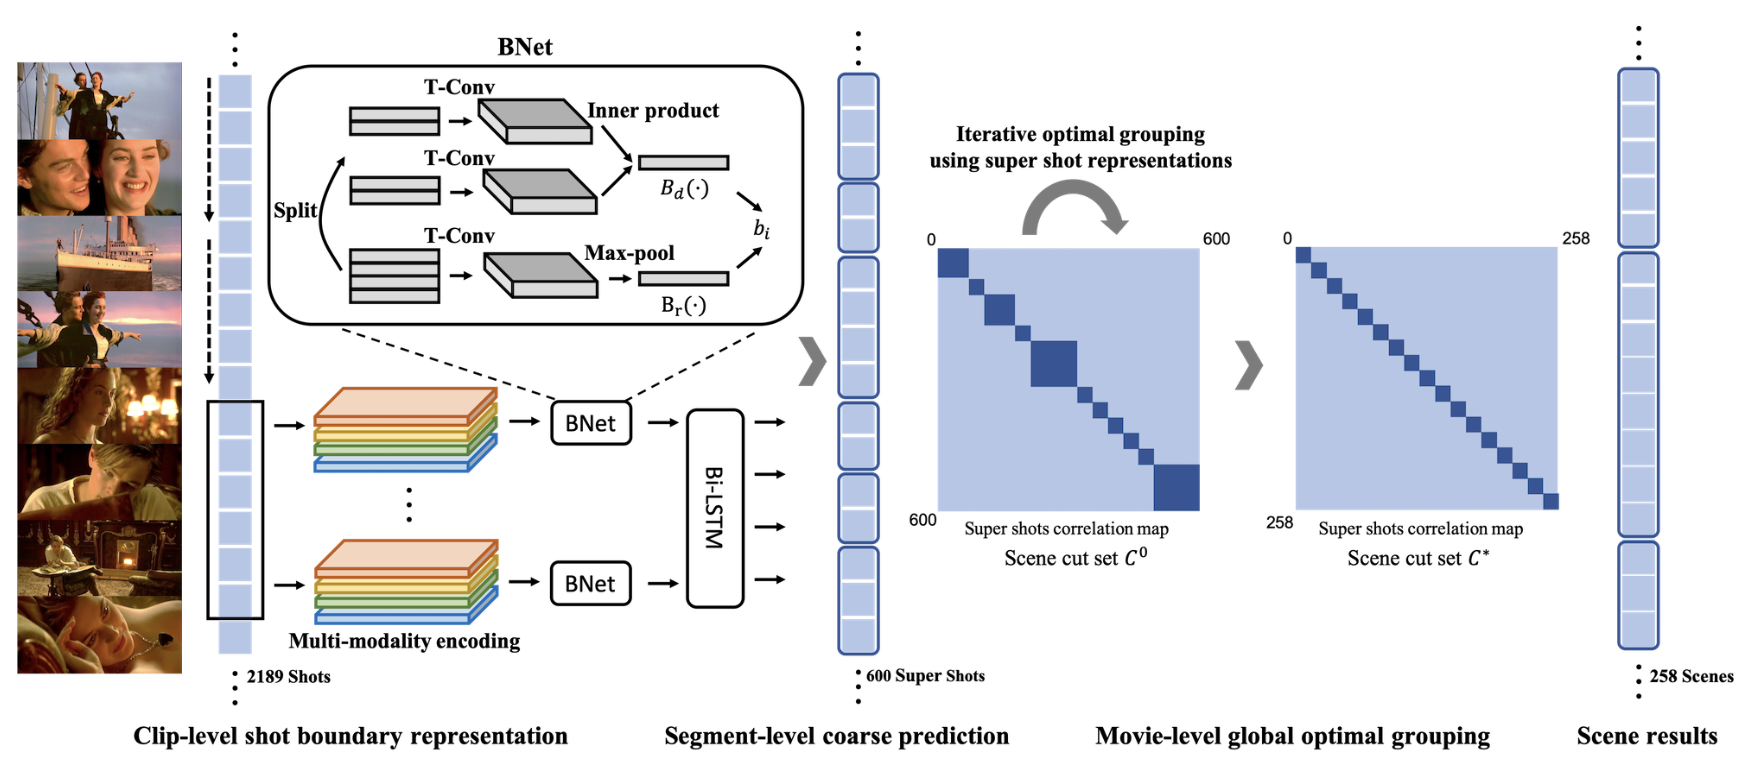 BNet
T-Conv
Inner product
T-Conv
B_d(·)
Split
b_i
T-Conv
Max-pool
B_r(·)
BNet
Bi-LSTM
BNet
Multi-modality encoding
2189 Shots
600 Super Shots
Iterative optimal grouping
using super shot representations
0
600
600
Super shots correlation map
Scene cut set C^0
0
258
258
Super shots correlation map
Scene cut set C^*
258 Scenes
Clip-level shot boundary representation
Segment-level coarse prediction
Movie-level global optimal grouping
Scene results